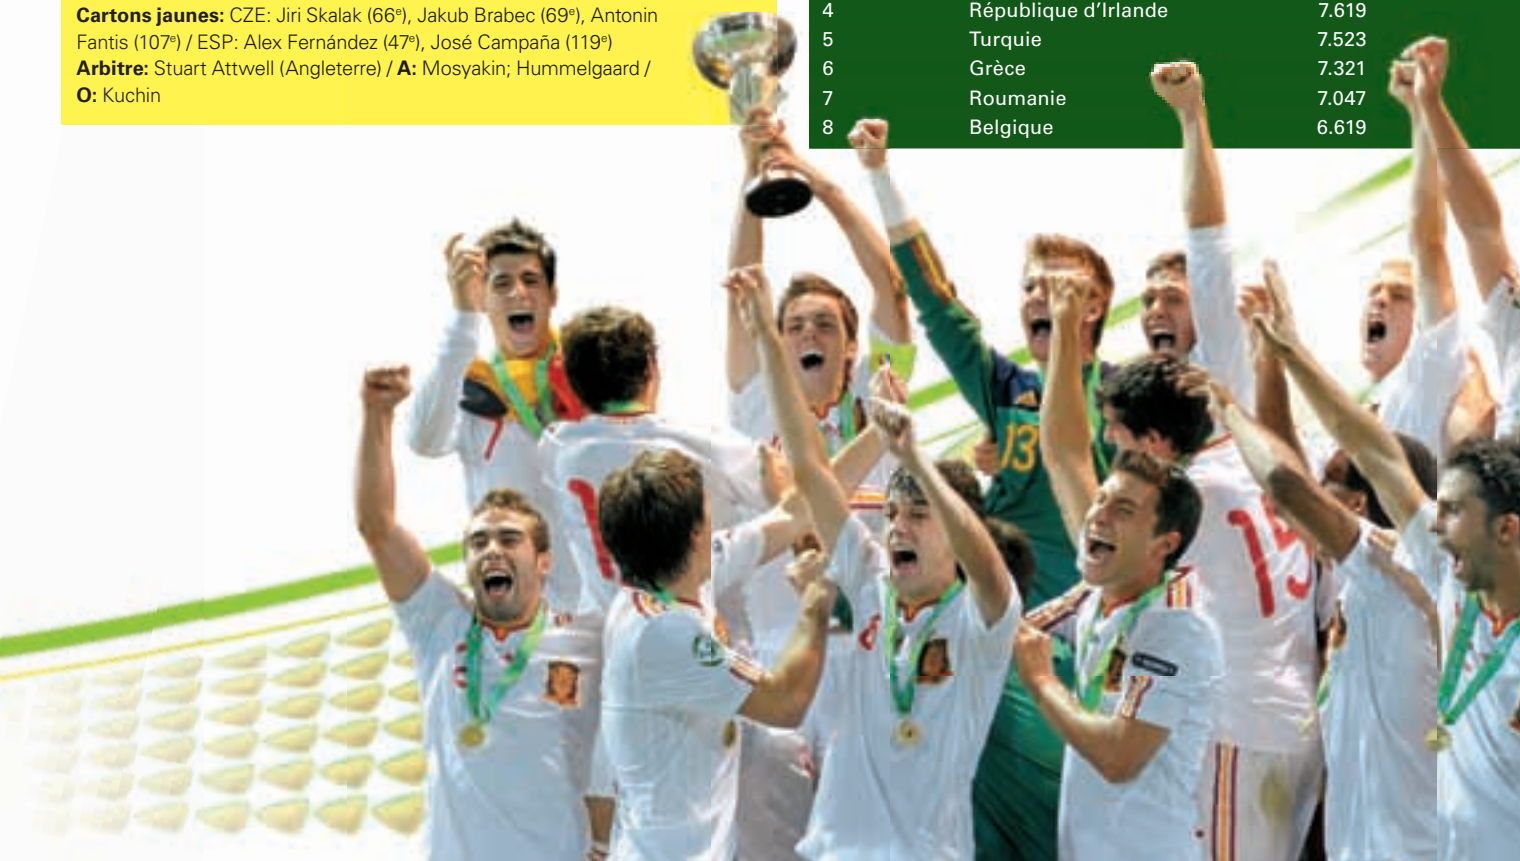 Cartons jaunes: CZE: Jiri Skalak (66e), Jakub Brabec (69e), Antonin
Fantis (107e) / ESP: Alex Fernández (47e), José Campaña (119e)
Arbitre: Stuart Attwell (Angleterre) / A: Mosyakin; Hummelgaard /
O: Kuchin
4 République d’Irlande 7.619
5 Turquie 7.523
6 Grèce 7.321
7 Roumanie 7.047
8 Belgique 6.619
13
15